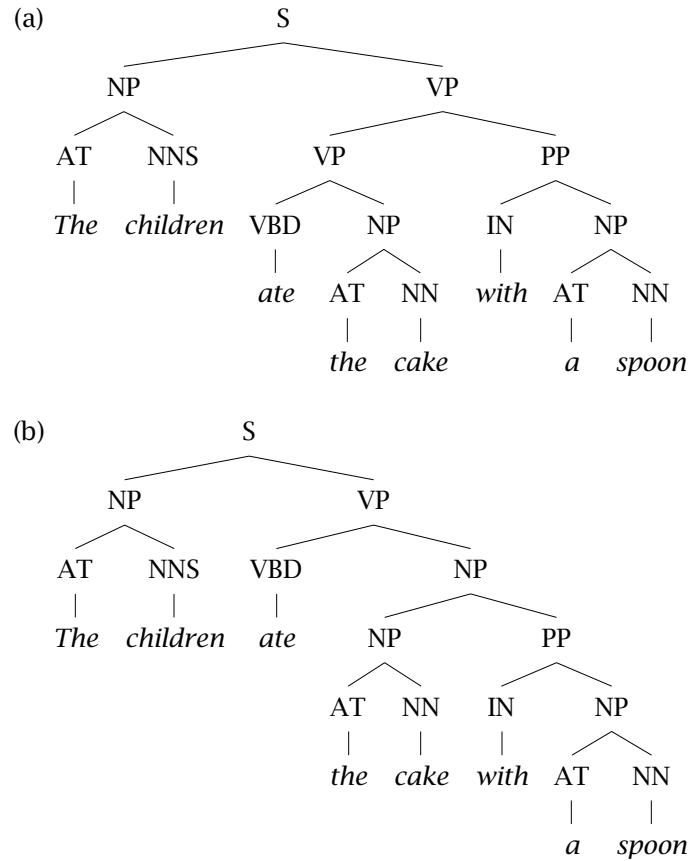 (a) S
NP VP
AT NNS VP PP
The children VBD NP IN NP
ate AT NN with AT NN
the cake a spoon
(b) S
NP VP
AT NNS VBD NP
The children ate NP PP
AT NN IN NP
the cake with AT NN
a spoon